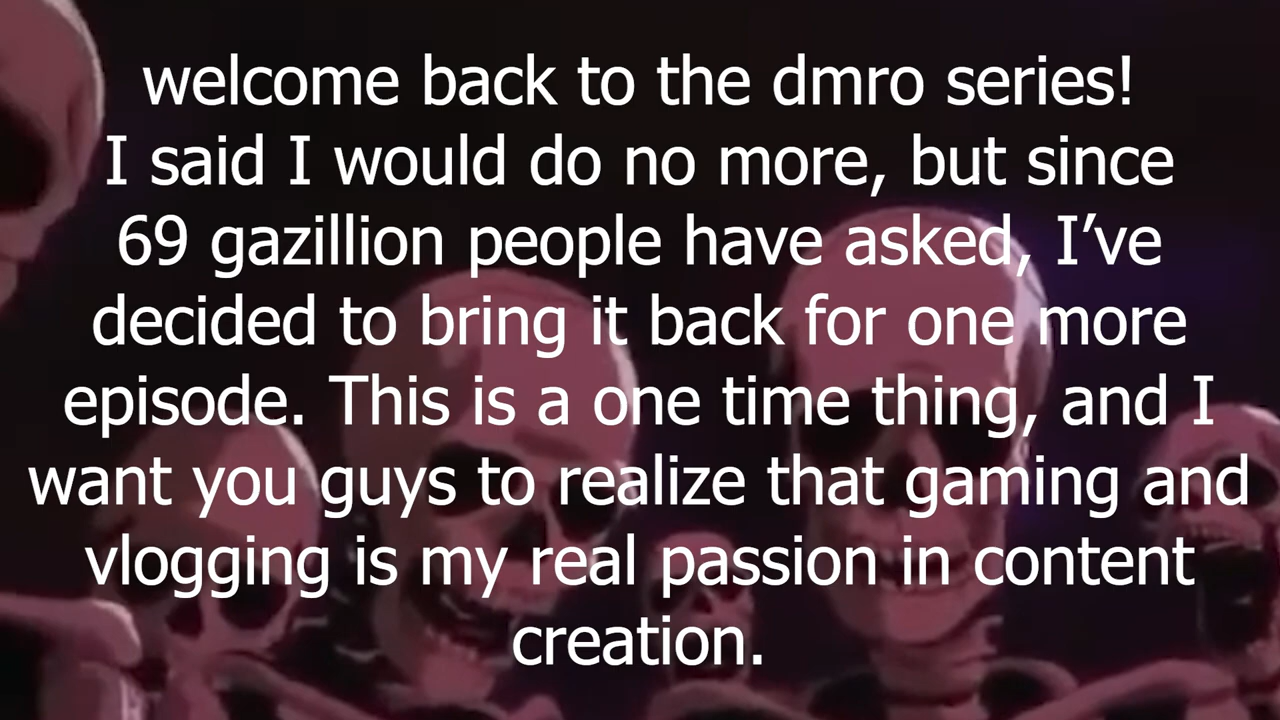 welcome back to the dmro series!
I said I would do no more, but since
69 gazillion people have asked, I’ve
decided to bring it back for one more
episode. This is a one time thing, and I
want you guys to realize that gaming and
vlogging is my real passion in content
creation.